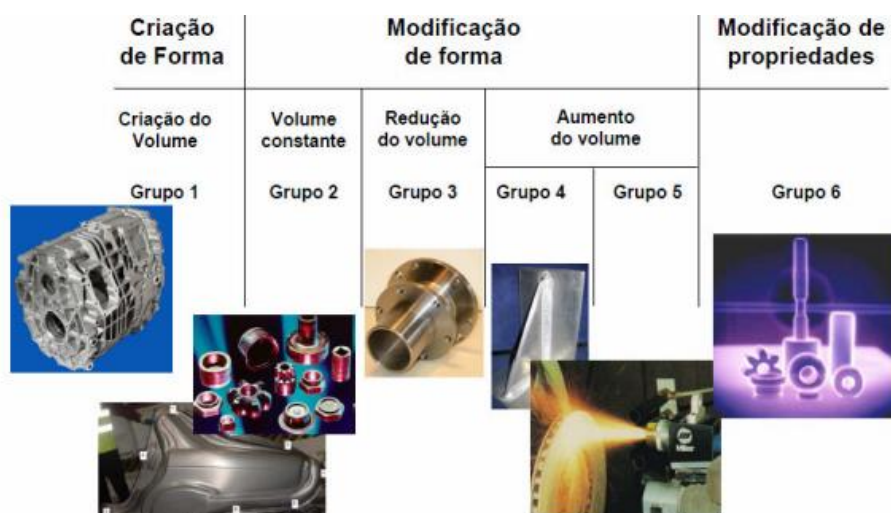 Criação
de Forma
Modificação
de forma
Modificação de
propriedades
Criação do
Volume
Volume
constante
Redução
do volume
Aumento
do volume
Grupo 1
Grupo 2
Grupo 3
Grupo 4
Grupo 5
Grupo 6
Miller